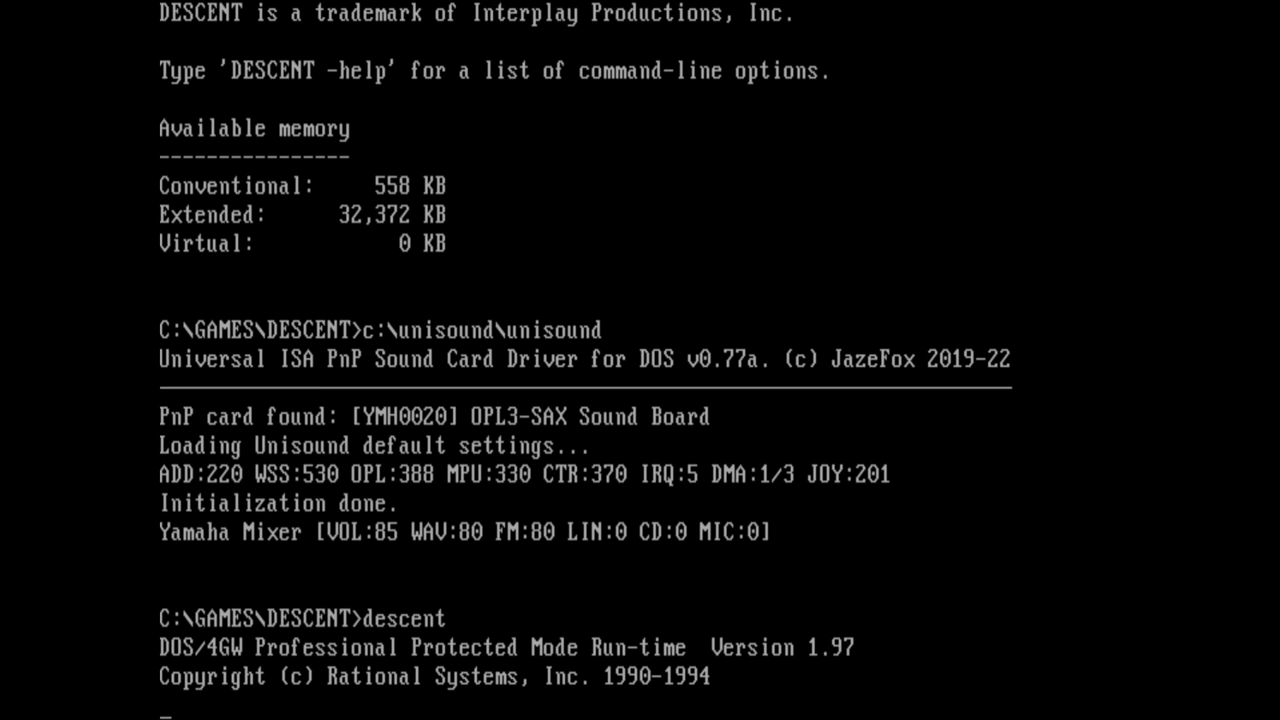 DESCENT is a trademark of Interplay Productions, Inc.
Type 'DESCENT -help' for a list of command-line options.
Available memory
----------------
Conventional:     558 KB
Extended:      32,372 KB
Virtual:            0 KB
C:\GAMES\DESCENT>c:\unisound\unisound
Universal ISA PnP Sound Card Driver for DOS v0.77a. (c) JazeFox 2019-22
PnP card found: [YMH0020] OPL3-SAX Sound Board
Loading Unisound default settings...
ADD:220 WSS:530 OPL:388 MPU:330 CTR:370 IRQ:5 DMA:1/3 JOY:201
Initialization done.
Yamaha Mixer [VOL:85 WAV:80 FM:80 LIN:0 CD:0 MIC:0]
C:\GAMES\DESCENT>descent
DOS/4GW Professional Protected Mode Run-time  Version 1.97
Copyright (c) Rational Systems, Inc. 1990-1994